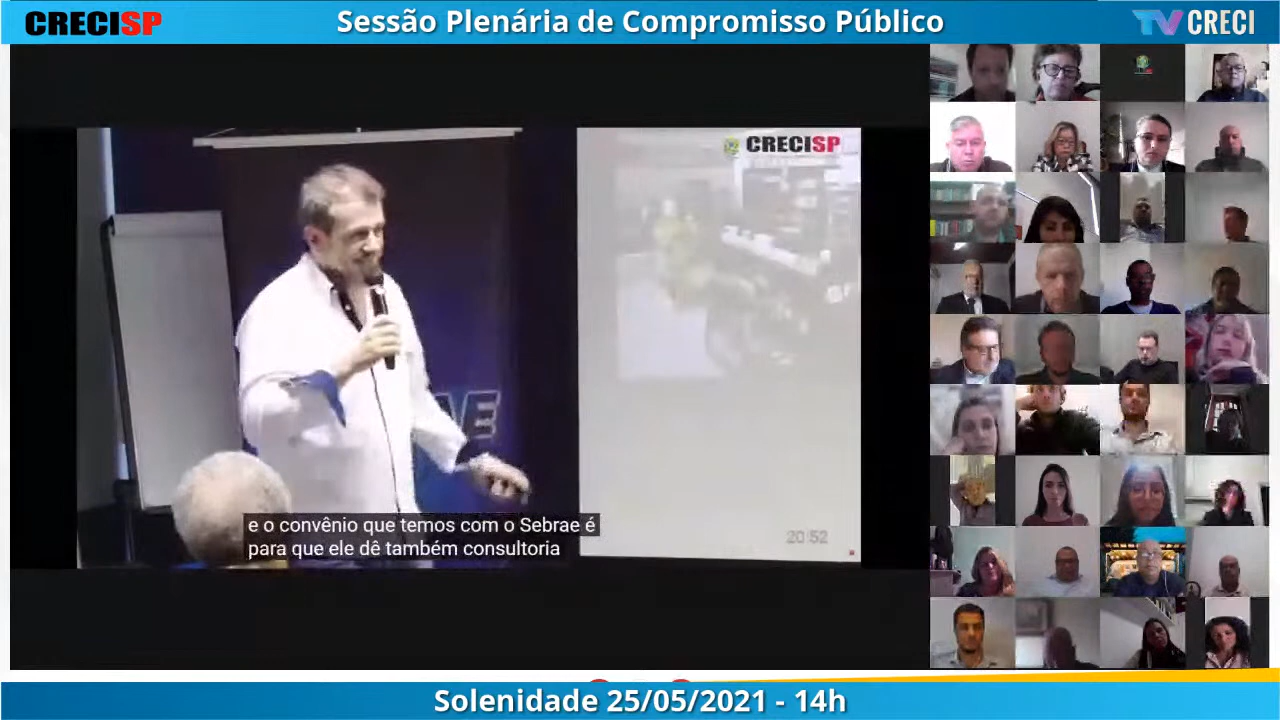 CRECISP
Sessão Plenária de Compromisso Público
TV CRECI
CRECISP
AE
e o convênio que temos com o Sebrae é
para que ele dê também consultoria
20:52
Solenidade 25/05/2021 - 14h